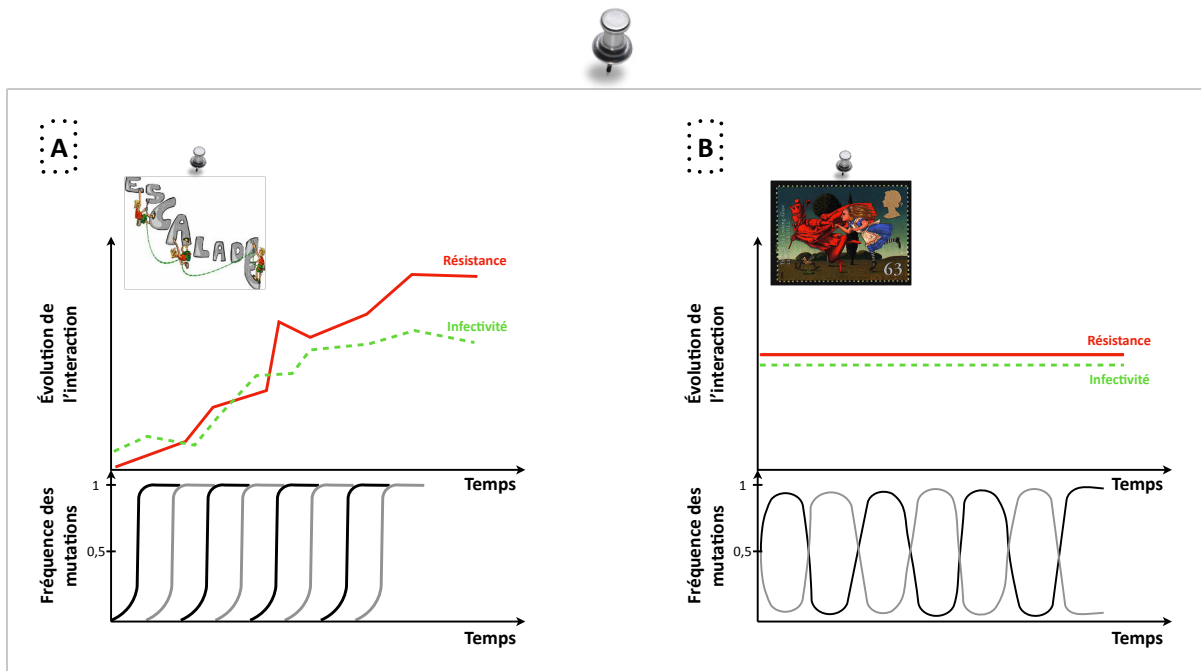 A
ESCALADE
Évolution de
l'interaction
Résistance
Infectivité
Temps
Fréquence des
mutations
1
0,5
Temps
B
63
Évolution de
l'interaction
Résistance
Infectivité
Temps
Fréquence des
mutations
1
0,5
Temps